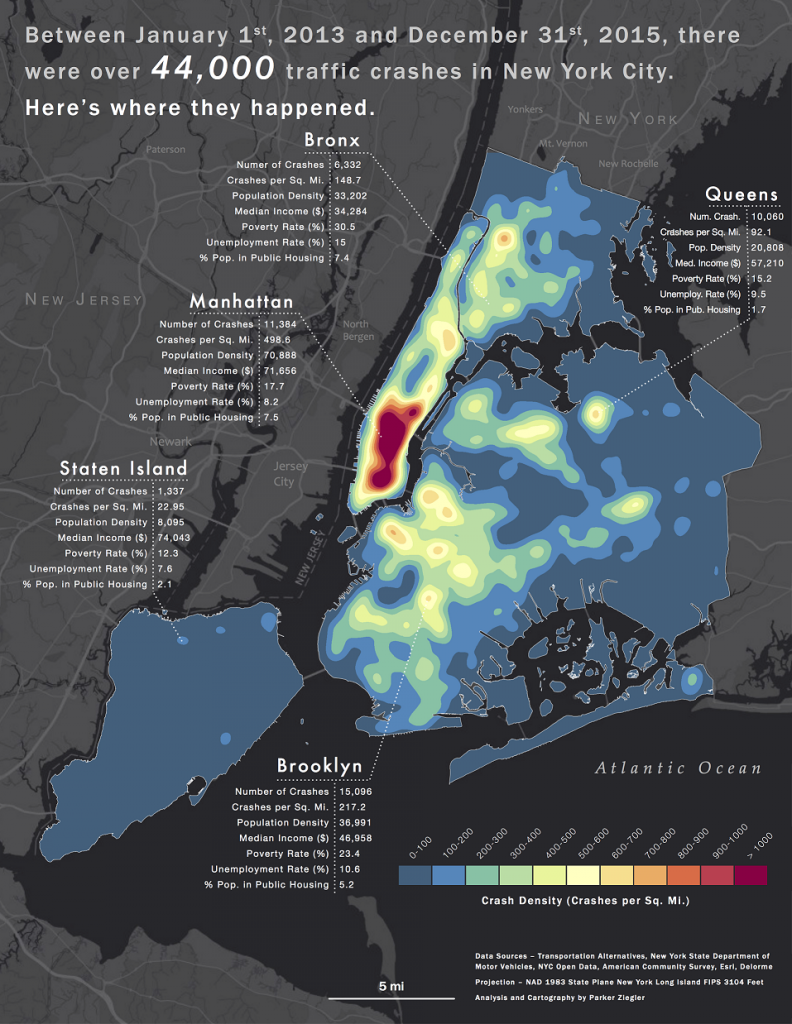 Between January 1st, 2013 and December 31st, 2015, there
were over 44,000 traffic crashes in New York City.
Here's where they happened.
Yonkers
NEW YORK
Mt. Vernon
New Rochelle
Paterson
Bronx
Numer of Crashes 6,332
Crashes per Sq. Mi. 148.7
Population Density 33,202
Median Income ($) 34,284
Poverty Rate (%) 30.5
Unemployment Rate (%) 15
% Pop. in Public Housing 7.4
Queens
Num. Crash. 10,060
Crashes per Sq. Mi. 92.1
Pop. Density 20,808
Med. Income ($) 57,210
Poverty Rate (%) 15.2
Unemploy. Rate (%) 9.5
% Pop. in Pub. Housing 1.7
NEW JERSEY
Manhattan
Number of Crashes 11,384
Crashes per Sq. Mi. 498.6
Population Density 70,888
Median Income ($) 71,656
Poverty Rate (%) 17.7
Unemployment Rate (%) 8.2
% Pop. in Public Housing 7.5
North
Bergen
Newark
Jersey
City
NEW JERSEY
Staten Island
Number of Crashes 1,337
Crashes per Sq. Mi. 22.95
Population Density 8,095
Median Income ($) 74,043
Poverty Rate (%) 12.3
Unemployment Rate (%) 7.6
% Pop. in Public Housing 2.1
Brooklyn
Number of Crashes 15,096
Crashes per Sq. Mi. 217.2
Population Density 36,991
Median Income ($) 46,958
Poverty Rate (%) 23.4
Unemployment Rate (%) 10.6
% Pop. in Public Housing 5.2
Atlantic Ocean
0-100 100-200 200-300 300-400 400-500 500-600 700-800 800-900 900-1000 > 1000
Crash Density (Crashes per Sq. Mi.)
Data Sources – Transportation Alternatives, New York State Department of
Motor Vehicles, NYC Open Data, American Community Survey, Esri, Delorme
Projection – NAD 1983 State Plane New York Long Island FIPS 3104 Feet
Analysis and Cartography by Parker Ziegler
5 mi